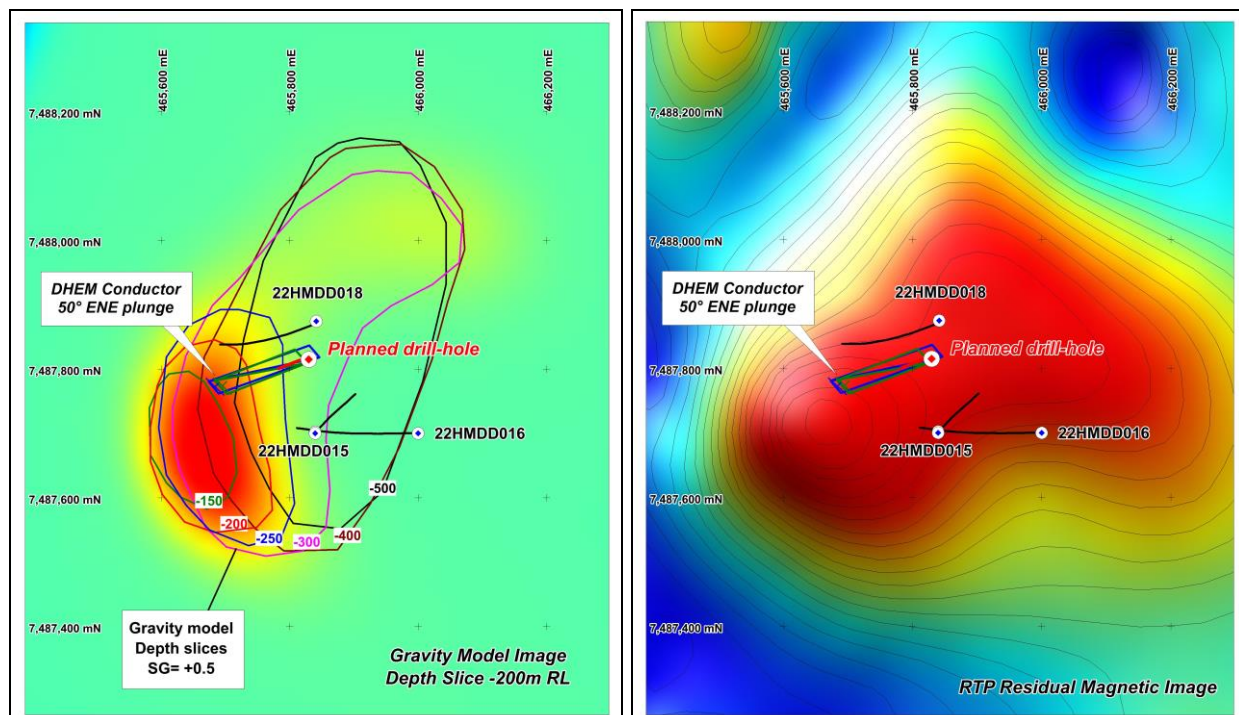 465,600 mE
465,800 mE
466,000 mE
466,200 mE
7,488,200 mN
7,488,000 mN
DHEM Conductor
50° ENE plunge
22HMDD018
Planned drill-hole
7,487,800 mN
22HMDD015
22HMDD016
7,487,600 mN
-150
-200
-250
-300
-400
-500
7,487,400 mN
Gravity model
Depth slices
SG= +0.5
Gravity Model Image
Depth Slice -200m RL
465,600 mE
465,800 mE
466,000 mE
466,200 mE
7,488,200 mN
7,488,000 mN
DHEM Conductor
50° ENE plunge
22HMDD018
Planned drill-hole
7,487,800 mN
22HMDD015
22HMDD016
7,487,600 mN
7,487,400 mN
RTP Residual Magnetic Image